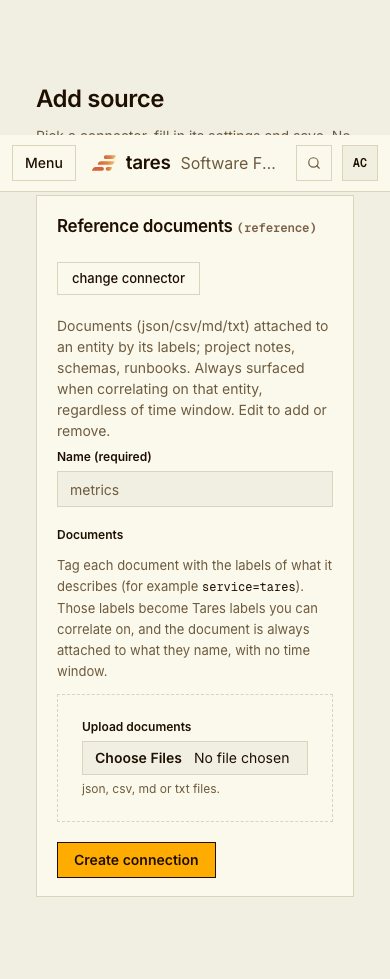 Add source
Menu
tares Software F...
AC
Reference documents (reference)
change connector
Documents (json/csv/md/txt) attached to
an entity by its labels; project notes,
schemas, runbooks. Always surfaced
when correlating on that entity,
regardless of time window. Edit to add or
remove.
Name (required)
metrics
Documents
Tag each document with the labels of what it
describes (for example service=tares).
Those labels become Tares labels you can
correlate on, and the document is always
attached to what they name, with no time
window.
Upload documents
Choose Files No file chosen
json, csv, md or txt files.
Create connection